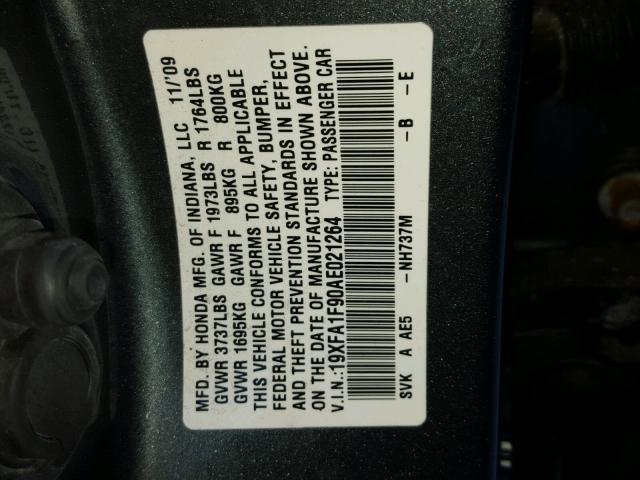 MFD. BY HONDA MFG. OF INDIANA, LLC 11/'09
GVWR 3737LBS GAWR F 1973LBS R 1764LBS
GVWR 1695KG GAWR F 895KG R 800KG
THIS VEHICLE CONFORMS TO ALL APPLICABLE
FEDERAL MOTOR VEHICLE SAFETY, BUMPER,
AND THEFT PREVENTION STANDARDS IN EFFECT
ON THE DATE OF MANUFACTURE SHOWN ABOVE.
V.I.N.:19XFA1F90AE021264 TYPE: PASSENGER CAR
SVK A AE5 -NH737M -B -E